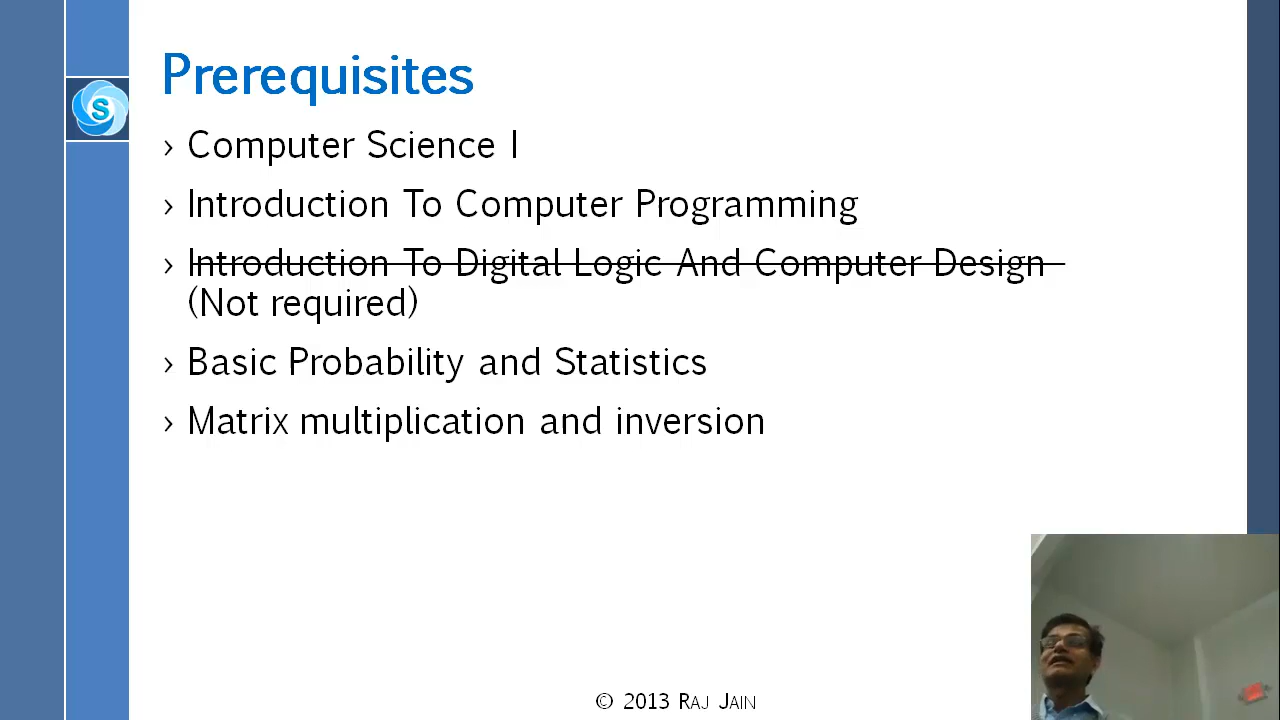 Prerequisites
S
› Computer Science I
› Introduction To Computer Programming
› Introduction To Digital Logic And Computer Design
(Not required)
› Basic Probability and Statistics
› Matrix multiplication and inversion
© 2013 RAJ JAIN